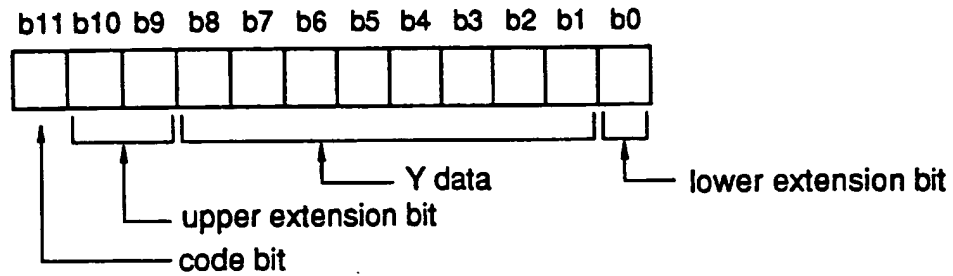 b11 b10 b9 b8 b7 b6 b5 b4 b3 b2 b1 b0
Y data
lower extension bit
upper extension bit
code bit